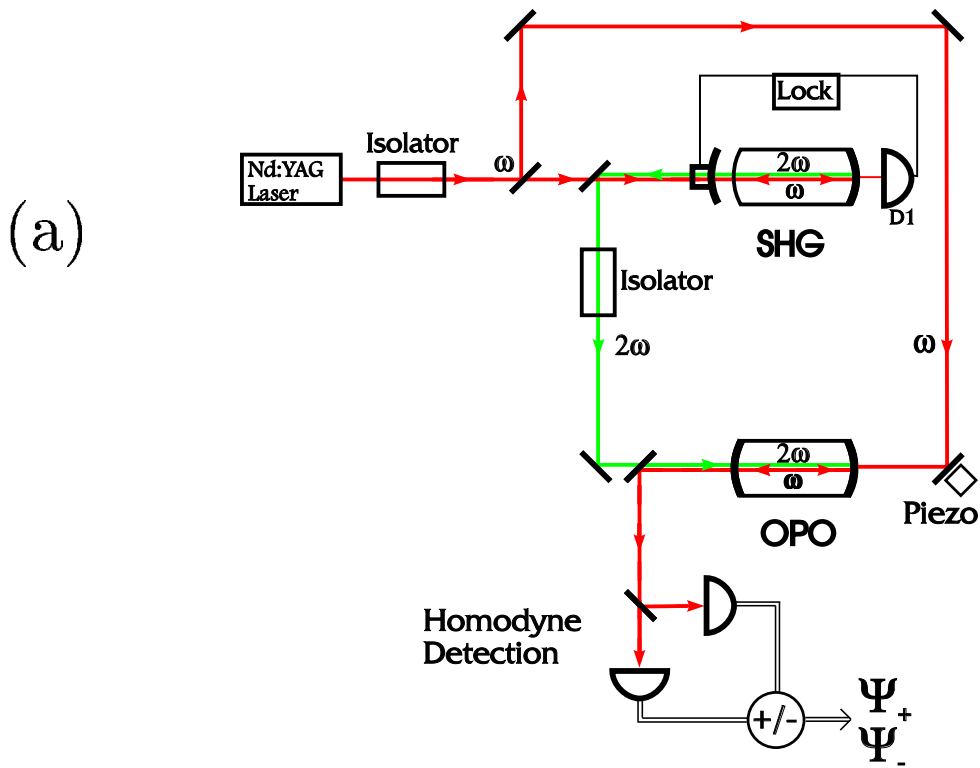 (a)
Nd:YAG
Laser
Isolator
ω
Lock
2ω
ω
SHG
D1
Isolator
2ω
ω
2ω
ω
OPO
Piezo
Homodyne
Detection
+/-
Ψ+
Ψ-